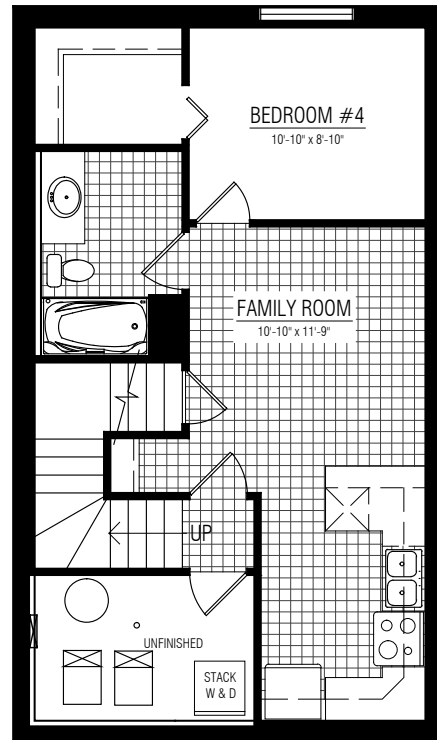 BEDROOM #4
10'-10" x 8'-10"
FAMILY ROOM
10'-10" x 11'-9"
UP
UNFINISHED
STACK
W & D